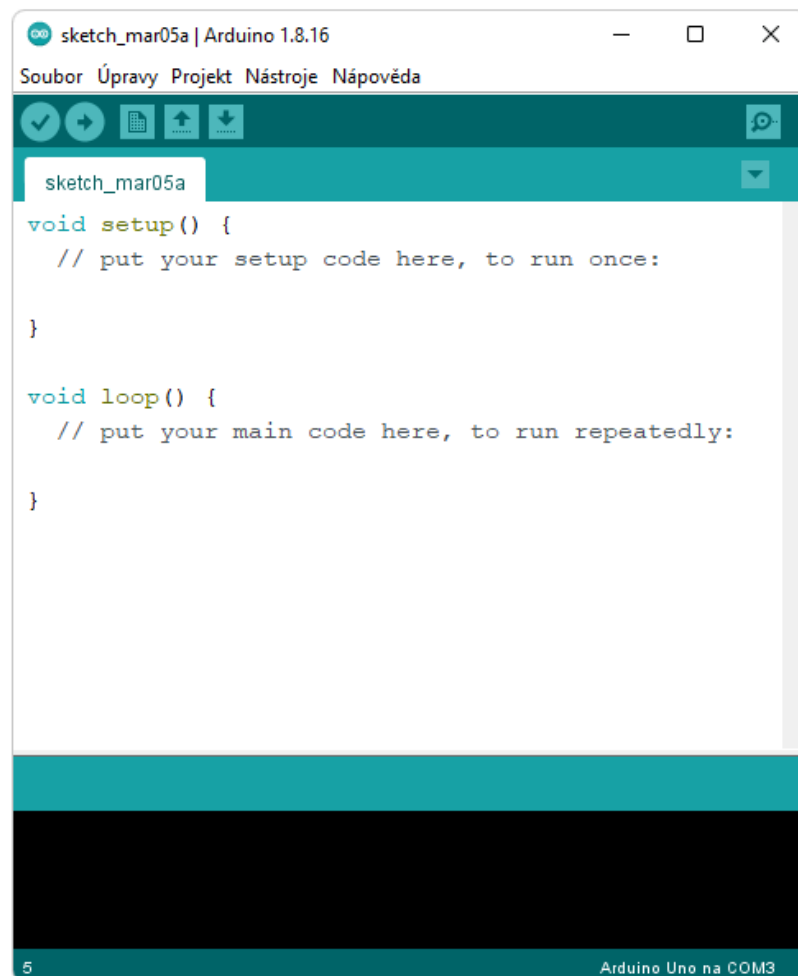 sketch_mar05a | Arduino 1.8.16
Soubor Úpravy Projekt Nástroje Nápověda
sketch_mar05a
void setup() {
  // put your setup code here, to run once:
}
void loop() {
  // put your main code here, to run repeatedly:
}
5 Arduino Uno na COM3